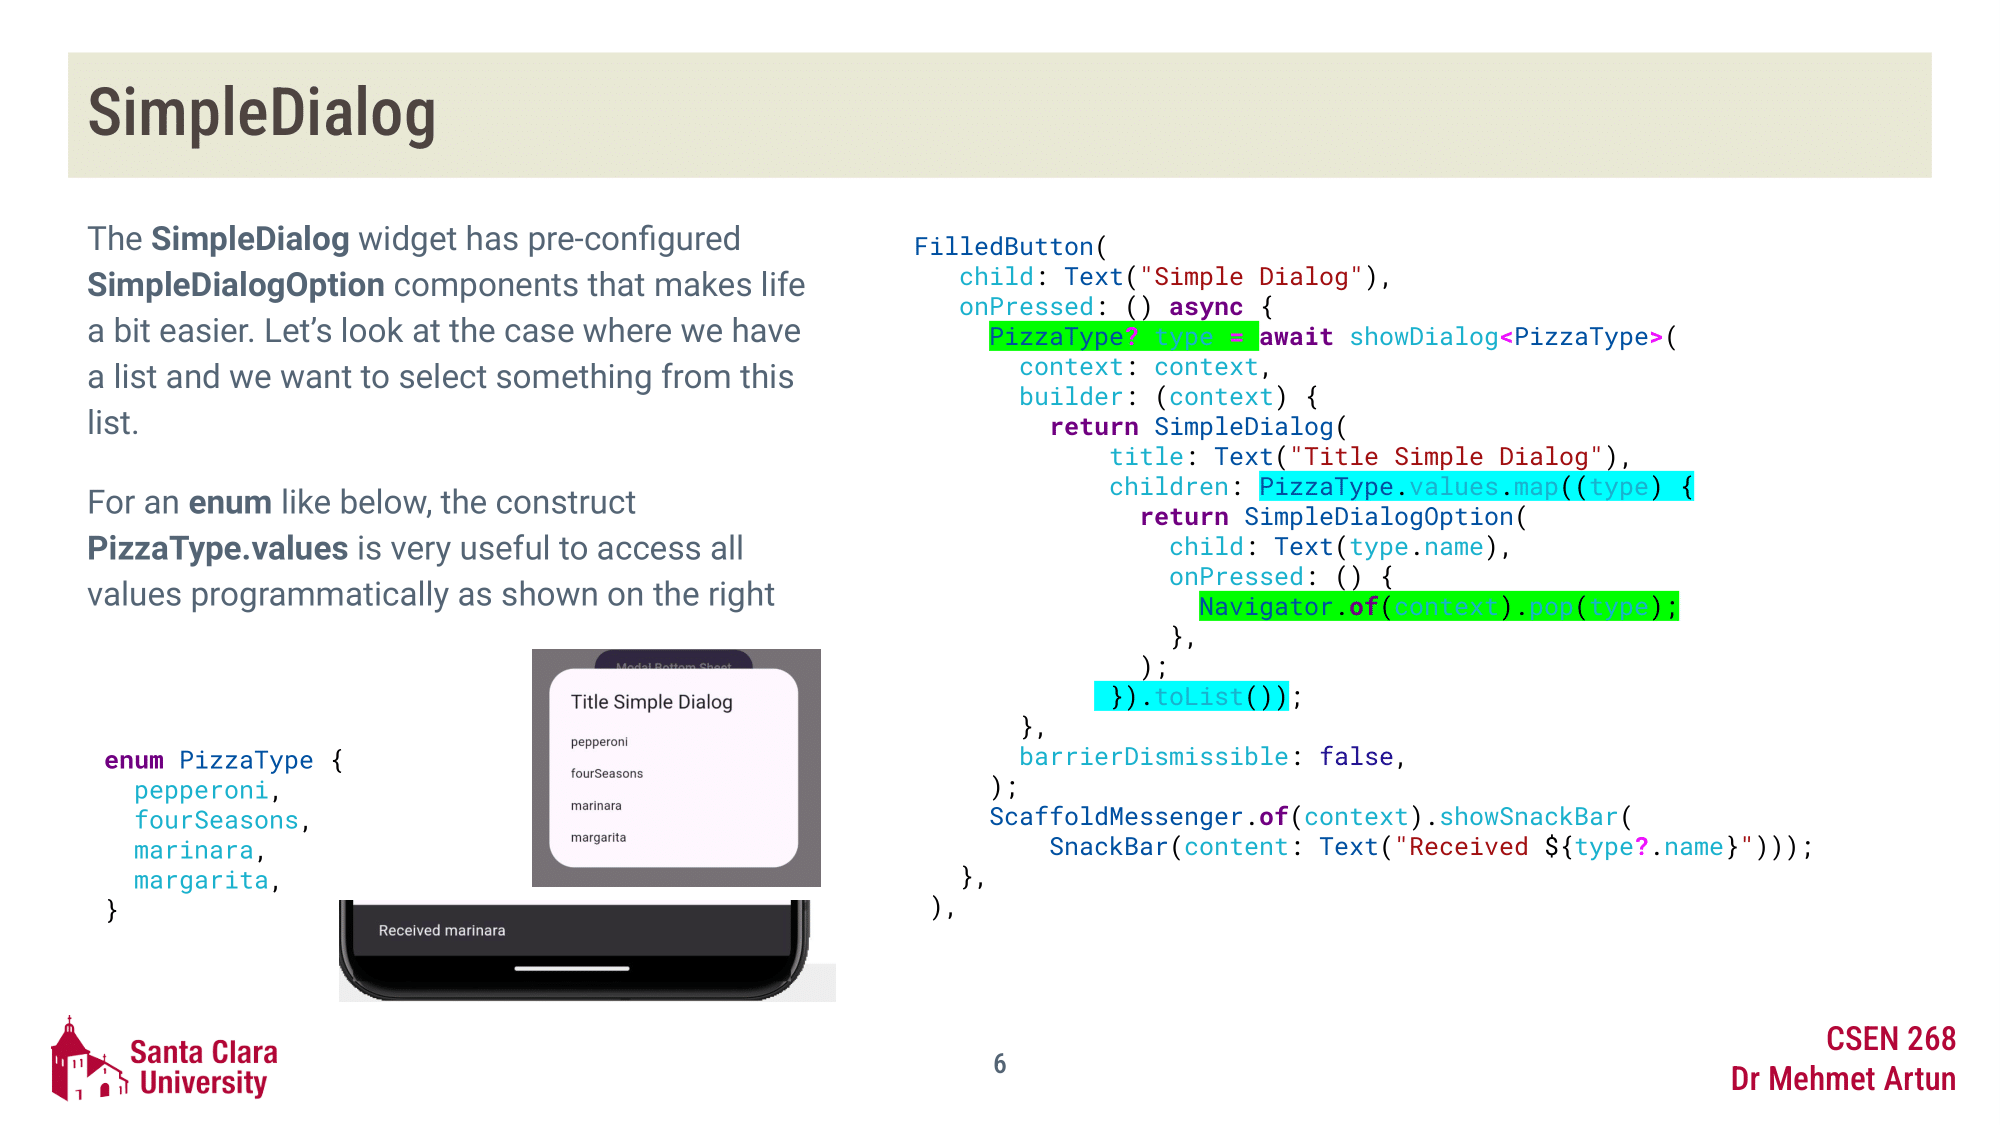 SimpleDialog
The SimpleDialog widget has pre-configured
SimpleDialogOption components that makes life
a bit easier. Let’s look at the case where we have
a list and we want to select something from this
list.
For an enum like below, the construct
PizzaType.values is very useful to access all
values programmatically as shown on the right
enum PizzaType {
  pepperoni,
  fourSeasons,
  marinara,
  margarita,
}
Modal Bottom Sheet
Title Simple Dialog
pepperoni
fourSeasons
marinara
margarita
Received marinara
FilledButton(
   child: Text("Simple Dialog"),
   onPressed: () async {
     PizzaType? type = await showDialog<PizzaType>(
       context: context,
       builder: (context) {
         return SimpleDialog(
             title: Text("Title Simple Dialog"),
             children: PizzaType.values.map((type) {
               return SimpleDialogOption(
                 child: Text(type.name),
                 onPressed: () {
                   Navigator.of(context).pop(type);
                 },
               );
             }).toList());
       },
       barrierDismissible: false,
     );
     ScaffoldMessenger.of(context).showSnackBar(
         SnackBar(content: Text("Received ${type?.name}")));
   },
 ),
Santa Clara
University
6
CSEN 268
Dr Mehmet Artun